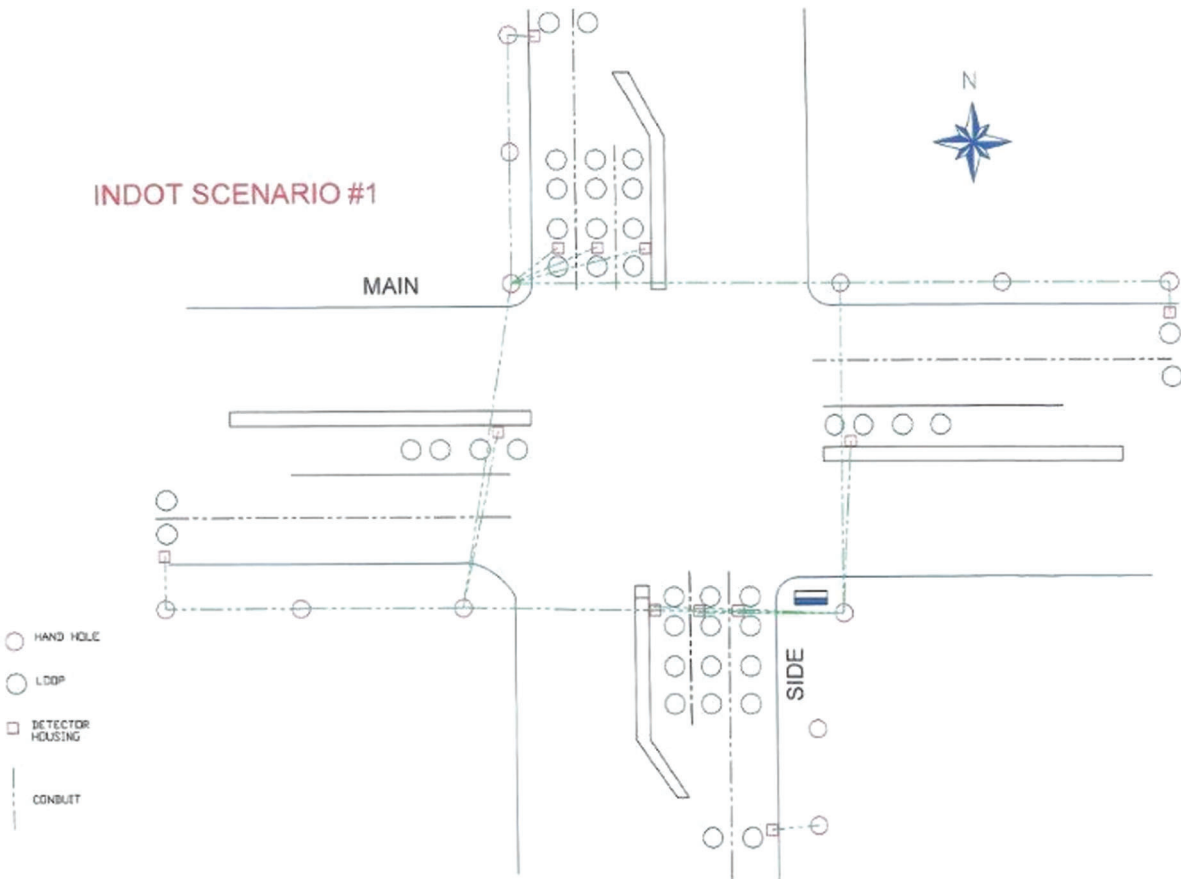 N
INDOT SCENARIO #1
MAIN
HAND HOLE
LOOP
DETECTOR
HOUSING
CONDUIT
SIDE